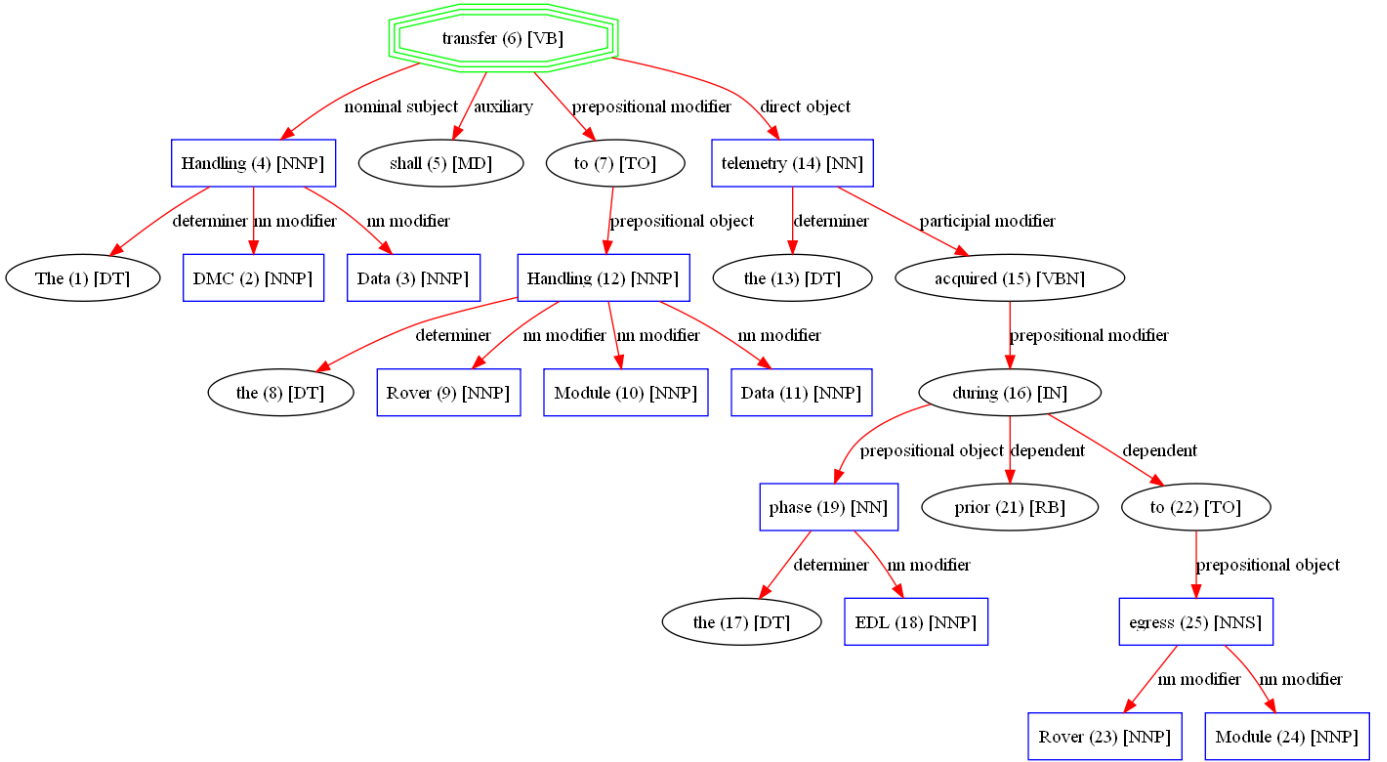 transfer (6) [VB]
nominal subject auxiliary prepositional modifier direct object
Handling (4) [NNP] shall (5) [MD] to (7) [TO] telemetry (14) [NN]
determiner nn modifier nn modifier prepositional object determiner participial modifier
The (1) [DT] DMC (2) [NNP] Data (3) [NNP] Handling (12) [NNP] the (13) [DT] acquired (15) [VBN]
determiner nn modifier nn modifier nn modifier prepositional modifier
the (8) [DT] Rover (9) [NNP] Module (10) [NNP] Data (11) [NNP] during (16) [IN]
prepositional object dependent dependent
phase (19) [NN] prior (21) [RB] to (22) [TO]
determiner nn modifier prepositional object
the (17) [DT] EDL (18) [NNP] egress (25) [NNS]
nn modifier nn modifier
Rover (23) [NNP] Module (24) [NNP]